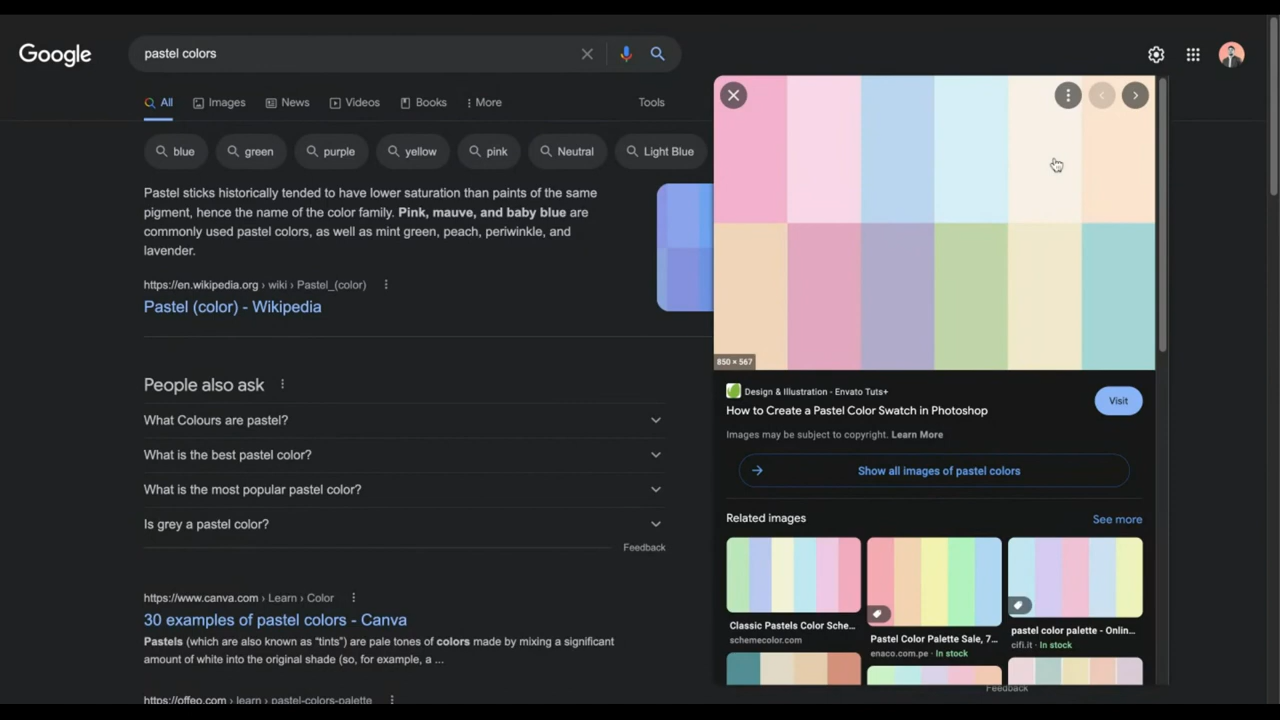 Google
pastel colors
All
Images
News
Videos
Books
More
Tools
blue
green
purple
yellow
pink
Neutral
Light Blue
Pastel sticks historically tended to have lower saturation than paints of the same
pigment, hence the name of the color family. Pink, mauve, and baby blue are
commonly used pastel colors, as well as mint green, peach, periwinkle, and
lavender.
https://en.wikipedia.org › wiki › Pastel_(color)
Pastel (color) - Wikipedia
People also ask
What Colours are pastel?
What is the best pastel color?
What is the most popular pastel color?
Is grey a pastel color?
Feedback
https://www.canva.com › Learn › Color
30 examples of pastel colors - Canva
Pastels (which are also known as “tints”) are pale tones of colors made by mixing a significant
amount of white into the original shade (so, for example, a ...
https://offeo.com › learn › pastel-colors-palette
850 × 567
Design & Illustration - Envato Tuts+
How to Create a Pastel Color Swatch in Photoshop
Visit
Images may be subject to copyright. Learn More
Show all images of pastel colors
Related images
See more
Classic Pastels Color Sche...
schemecolor.com
Pastel Color Palette Sale, 7...
enaco.com.pe · In stock
pastel color palette - Onlin...
cifi.it · In stock
Feedback